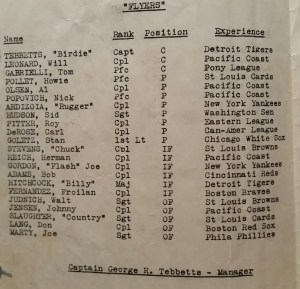 "FLYERS"
Name Rank Position Experience
TEBBETTS, "Birdie" Capt C Detroit Tigers
LEONARD, Will Cpl C Pacific Coast
GABRIELLI, Tom Pfc C Pony League
POLLET, Howie Pfc P St Louis Cards
OLSEN, Al Cpl P Pacific Coast
POPOVICH, Nick Pfc P Pacific Coast
ARDIZOIA, "Rugger" Cpl P New York Yankees
HUDSON, Sid Sgt P Washington Sen
PITTER, Roy Cpl P Eastern League
DeROSE, Carl Cpl P Can-Amer League
GOLETZ, Stan 1st Lt P Chicago White Sox
STEVENS, "Chuck" Cpl IF St Louis Browns
REICH, Herman Cpl IF Pacific Coast
GORDON, "Flash" Joe Cpl IF New York Yankees
ADAMS, Bob Cpl IF Cincinnati Reds
HITCHCOCK, "Billy" Maj IF Detroit Tigers
FERNANDEZ, Froilan Cpl IF Boston Braves
JUDNICH, Walt Sgt OF St Louis Browns
JENSEN, Johnny Cpl OF Pacific Coast
SLAUGHTER, "Country" Sgt OF St Louis Cards
LANG, Don Cpl OF Boston Red Sox
MARTY, Joe Sgt OF Phila Phillies
Captain George R. Tebbetts - Manager